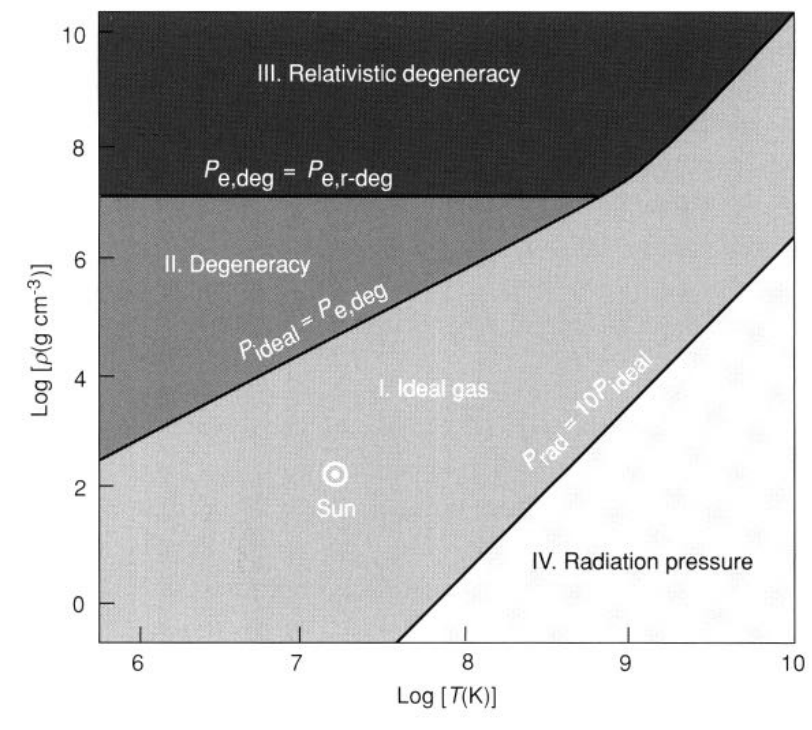 10
III. Relativistic degeneracy
8
Pe,deg = Pe,r-deg
II. Degeneracy
6
Pideal = Pe,deg
Log [ρ(g cm-3)]
4
I. Ideal gas
Prad = 10Pideal
2
Sun
IV. Radiation pressure
0
6 7 8 9 10
Log [T(K)]